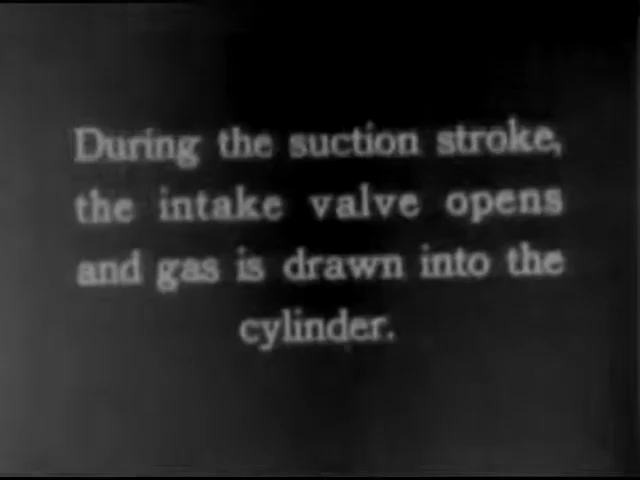 During the suction stroke,
the intake valve opens
and gas is drawn into the
cylinder.